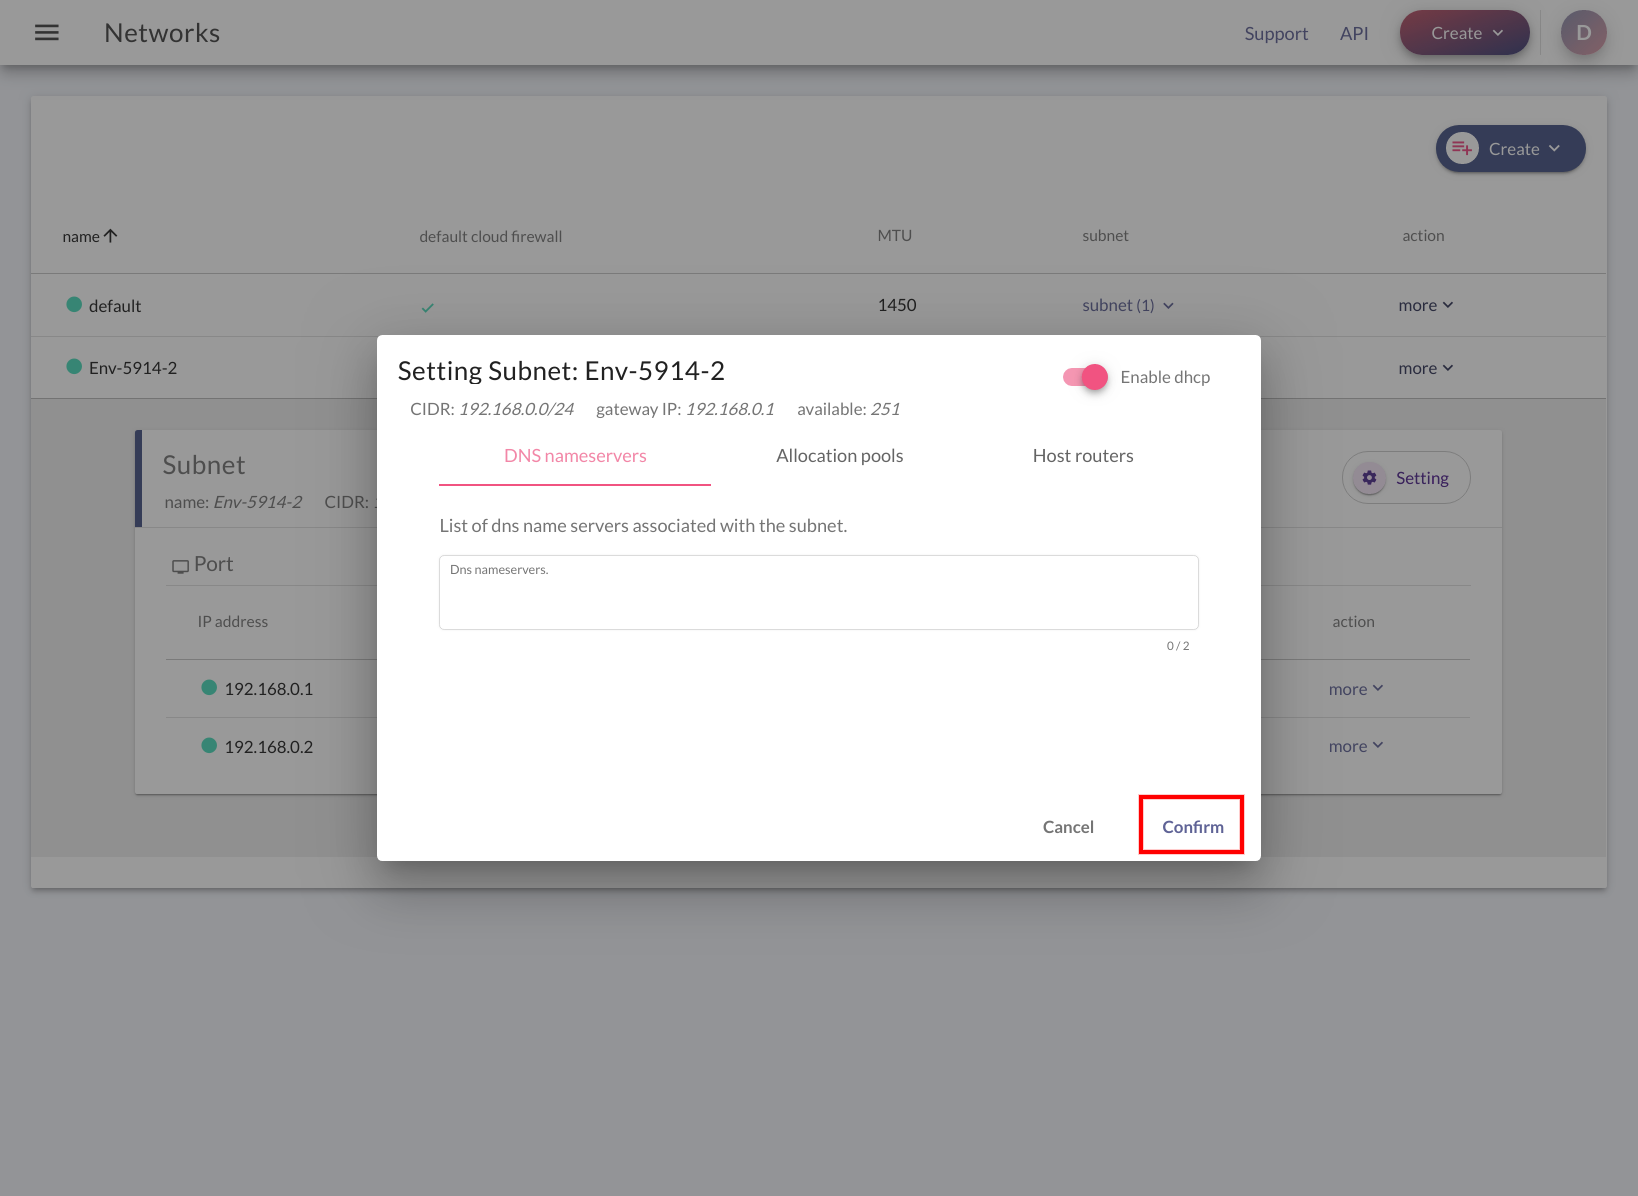 Networks
Support API Create D
Create
name default cloud firewall MTU subnet action
default 1450 subnet (1) more
Env-5914-2 more
Setting Subnet: Env-5914-2 Enable dhcp
CIDR: 192.168.0.0/24 gateway IP: 192.168.0.1 available: 251
DNS nameservers Allocation pools Host routers
List of dns name servers associated with the subnet.
Dns nameservers.
0 / 2
Cancel Confirm
Subnet
name: Env-5914-2 CIDR:
Setting
Port
IP address action
192.168.0.1 more
192.168.0.2 more